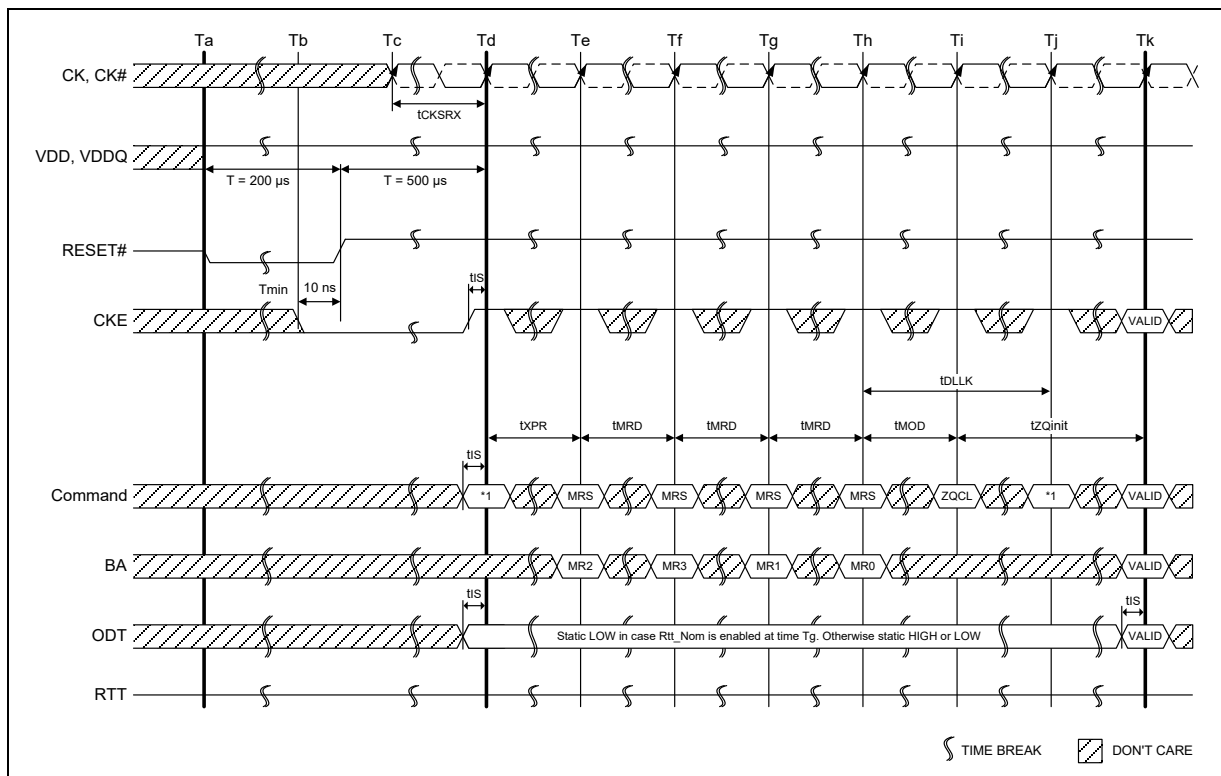 Ta Tb Tc Td Te Tf Tg Th Ti Tj Tk
CK, CK#
tCKSRX
VDD, VDDQ
T = 200 µs T = 500 µs
RESET#
Tmin 10 ns tIS
CKE VALID
tDLLK
tXPR tMRD tMRD tMRD tMOD tZQinit
tIS
Command *1 MRS MRS MRS MRS ZQCL *1 VALID
BA MR2 MR3 MR1 MR0 VALID
tIS tIS
ODT Static LOW in case Rtt_Nom is enabled at time Tg. Otherwise static HIGH or LOW VALID
RTT
TIME BREAK DON'T CARE